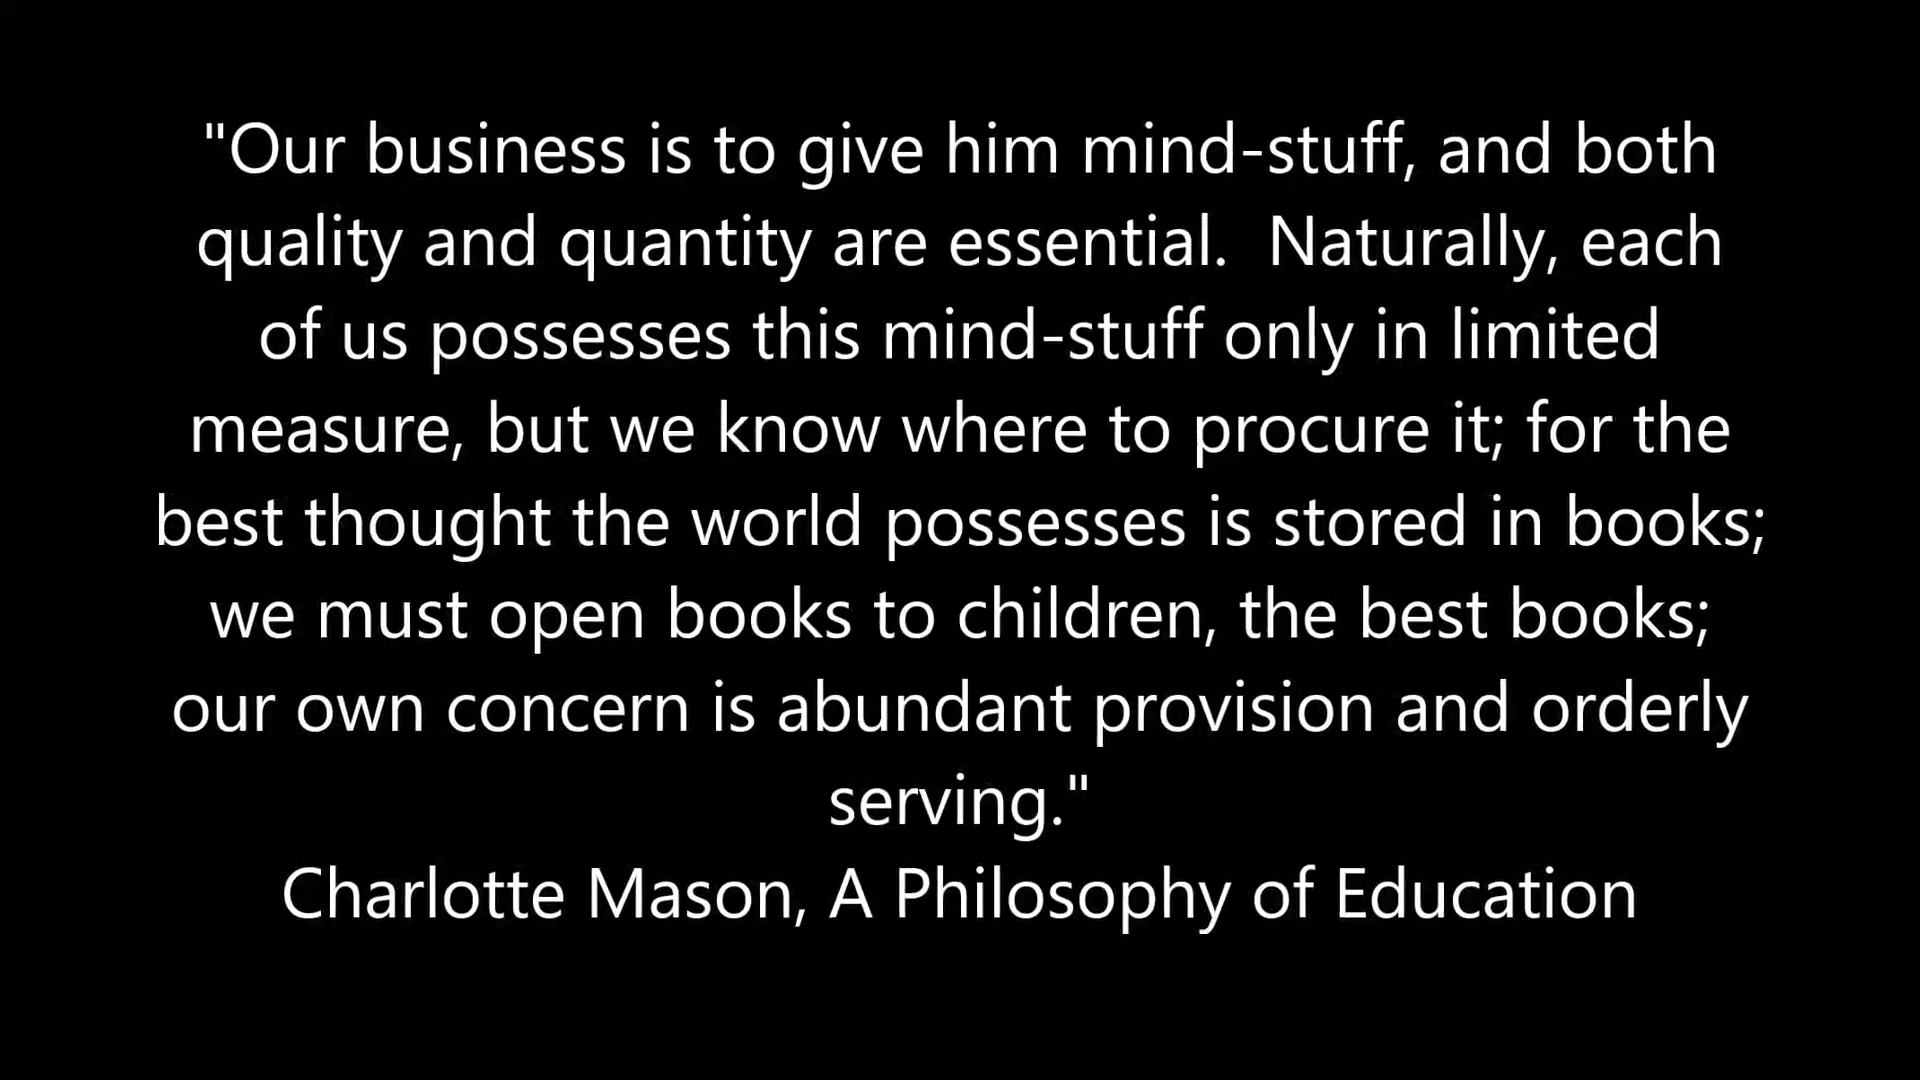 "Our business is to give him mind-stuff, and both
quality and quantity are essential.  Naturally, each
of us possesses this mind-stuff only in limited
measure, but we know where to procure it; for the
best thought the world possesses is stored in books;
we must open books to children, the best books;
our own concern is abundant provision and orderly
serving."
Charlotte Mason, A Philosophy of Education